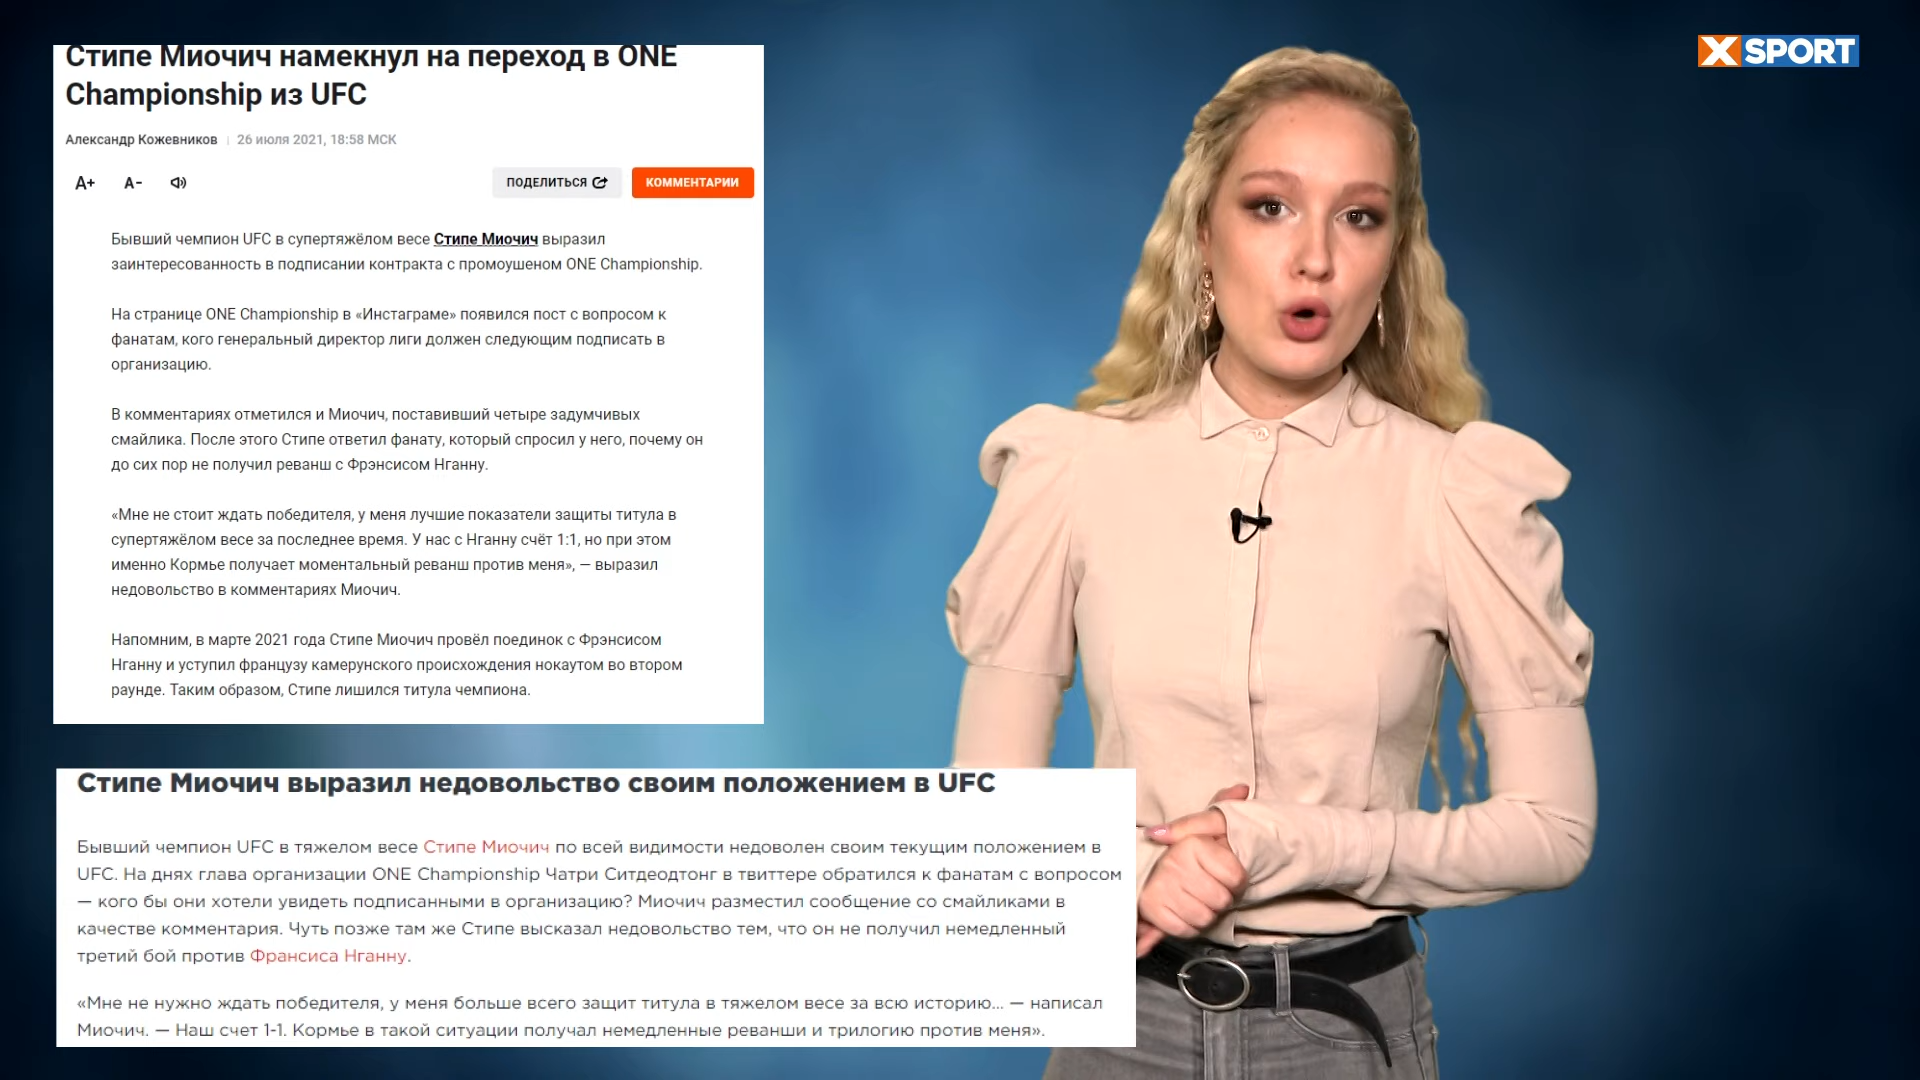 Стипе Миочич намекнул на переход в ONE
Championship из UFC
Александр Кожевников | 26 июля 2021, 18:58 МСК
A+ A- ПОДЕЛИТЬСЯ КОММЕНТАРИИ
Бывший чемпион UFC в супертяжёлом весе Стипе Миочич выразил
заинтересованность в подписании контракта с промоушеном ONE Championship.
На странице ONE Championship в «Инстаграме» появился пост с вопросом к
фанатам, кого генеральный директор лиги должен следующим подписать в
организацию.
В комментариях отметился и Миочич, поставивший четыре задумчивых
смайлика. После этого Стипе ответил фанату, который спросил у него, почему он
до сих пор не получил реванш с Фрэнсисом Нганну.
«Мне не стоит ждать победителя, у меня лучшие показатели защиты титула в
супертяжёлом весе за последнее время. У нас с Нганну счёт 1:1, но при этом
именно Кормье получает моментальный реванш против меня», — выразил
недовольство в комментариях Миочич.
Напомним, в марте 2021 года Стипе Миочич провёл поединок с Фрэнсисом
Нганну и уступил французу камерунского происхождения нокаутом во втором
раунде. Таким образом, Стипе лишился титула чемпиона.
X SPORT
Стипе Миочич выразил недовольство своим положением в UFC
Бывший чемпион UFC в тяжелом весе Стипе Миочич по всей видимости недоволен своим текущим положением в
UFC. На днях глава организации ONE Championship Чатри Ситдеодтонг в твиттере обратился к фанатам с вопросом
— кого бы они хотели увидеть подписанными в организацию? Миочич разместил сообщение со смайликами в
качестве комментария. Чуть позже там же Стипе высказал недовольство тем, что он не получил немедленный
третий бой против Франсиса Нганну.
«Мне не нужно ждать победителя, у меня больше всего защит титула в тяжелом весе за всю историю... — написал
Миочич. — Наш счет 1-1. Кормье в такой ситуации получал немедленные реванши и трилогию против меня».